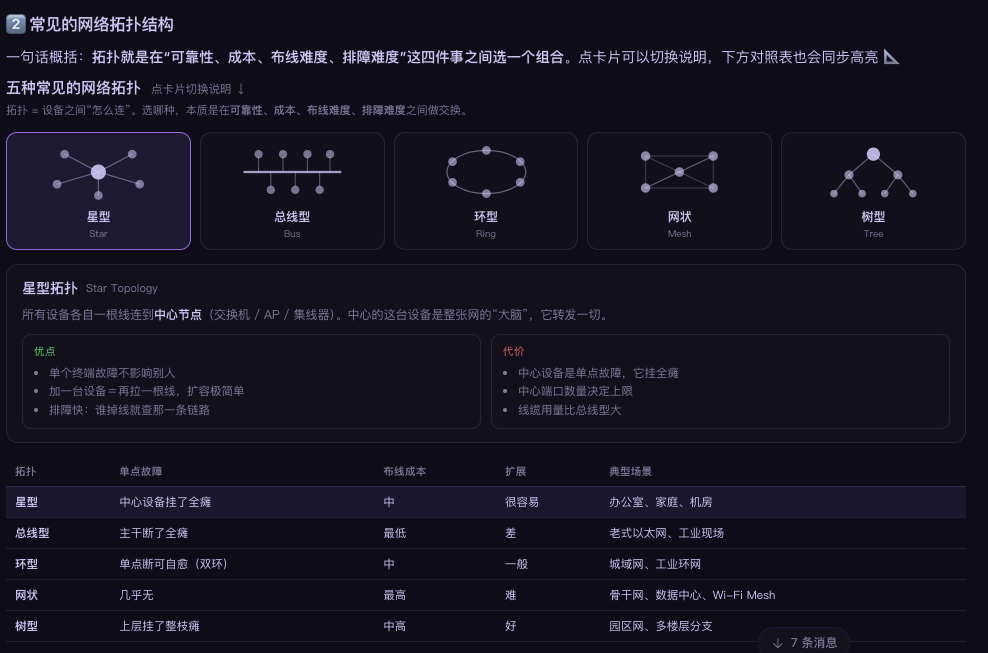 2 常见的网络拓扑结构
一句话概括：拓扑就是在“可靠性、成本、布线难度、排障难度”这四件事之间选一个组合。点卡片可以切换说明，下方对照表也会同步高亮 📐
五种常见的网络拓扑 点卡片切换说明 ↓
拓扑 = 设备之间“怎么连”。选哪种，本质是在可靠性、成本、布线难度、排障难度之间做交换。
星型 总线型 环型 网状 树型
Star Bus Ring Mesh Tree
星型拓扑 Star Topology
所有设备各自一根线连到中心节点（交换机 / AP / 集线器）。中心的这台设备是整张网的“大脑”，它转发一切。
优点
• 单个终端故障不影响别人
• 加一台设备＝再拉一根线，扩容极简单
• 排障快：谁掉线就查那一条链路
代价
• 中心设备是单点故障，它挂全瘫
• 中心端口数量决定上限
• 线缆用量比总线型大
拓扑 单点故障 布线成本 扩展 典型场景
星型 中心设备挂了全瘫 中 很容易 办公室、家庭、机房
总线型 主干断了全瘫 最低 差 老式以太网、工业现场
环型 单点断可自愈（双环） 中 一般 城域网、工业环网
网状 几乎无 最高 难 骨干网、数据中心、Wi-Fi Mesh
树型 上层挂了整枝瘫 中高 好 园区网、多楼层分支
↓ 7 条消息